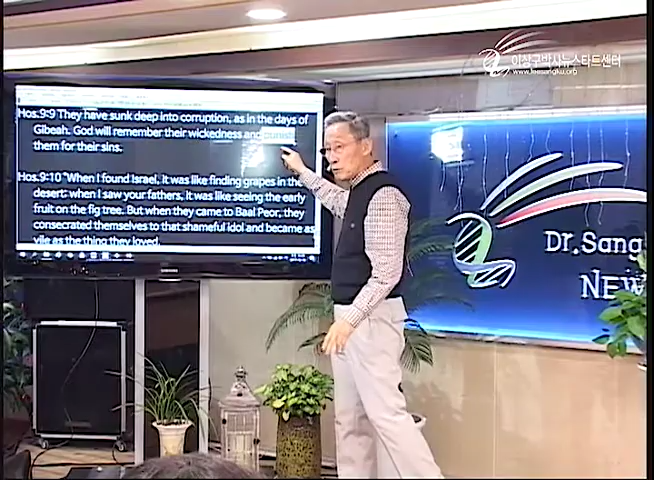 이상구박사뉴스타트센터
www.leesangku.org
Hos.9:9 They have sunk deep into corruption, as in the days of
Gibeah. God will remember their wickedness and punish
them for their sins.
Hos.9:10 "When I found Israel, it was like finding grapes in the
desert; when I saw your fathers, it was like seeing the early
fruit on the fig tree. But when they came to Baal Peor, they
consecrated themselves to that shameful idol and became as
vile as the thing they loved.
SAMSUNG
Dr.Sang
NEW